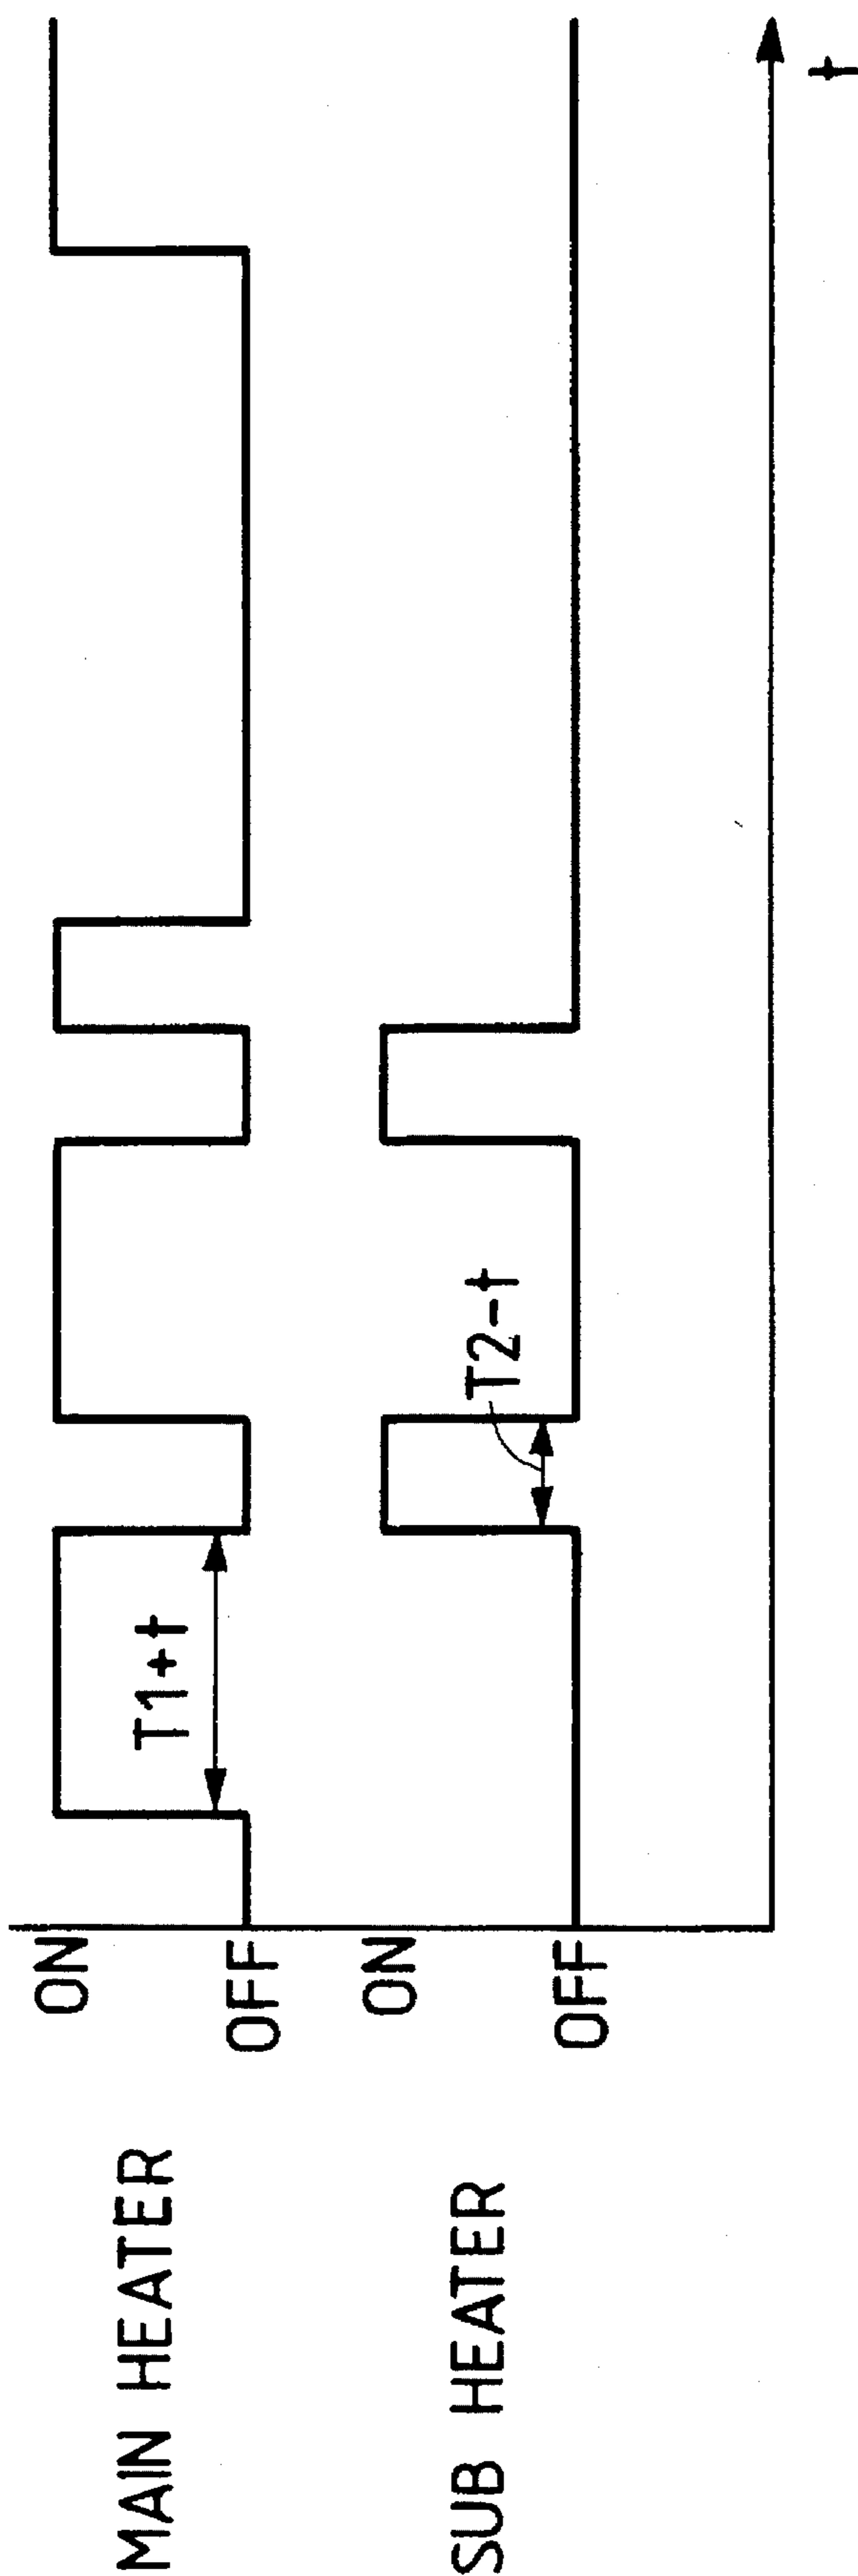 MAIN HEATER
ON
OFF
T1+t
SUB HEATER
ON
OFF
T2-t
t